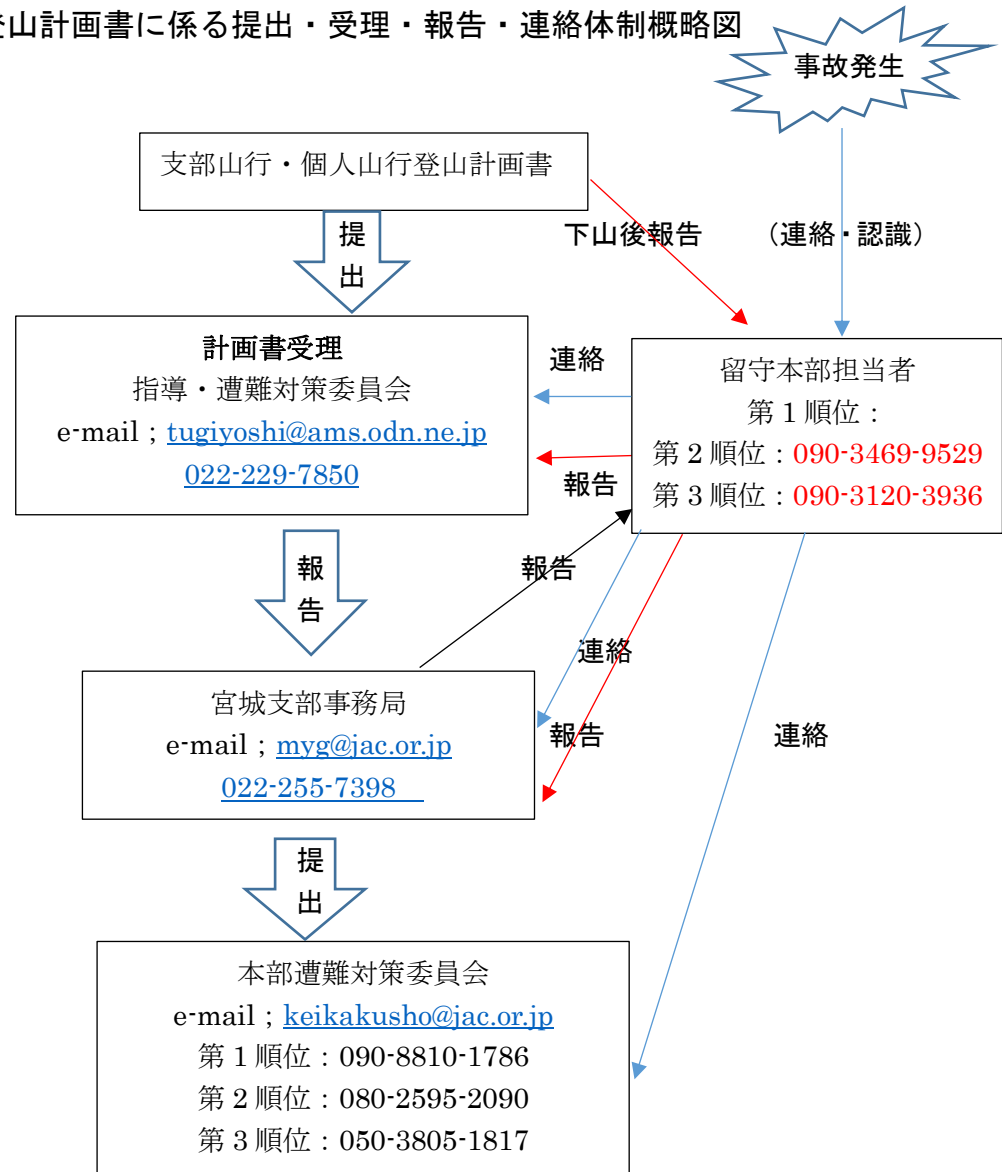 登山計画書に係る提出・受理・報告・連絡体制概略図
事故発生
支部山行・個人山行登山計画書
提
出
下山後報告
（連絡・認識）
計画書受理
指導・遭難対策委員会
e-mail；tugiyoshi@ams.odn.ne.jp
022-229-7850
連絡
報告
留守本部担当者
第1順位：
第2順位：090-3469-9529
第3順位：090-3120-3936
報
告
報告
連絡
報告
連絡
宮城支部事務局
e-mail；myg@jac.or.jp
022-255-7398
提
出
本部遭難対策委員会
e-mail；keikakusho@jac.or.jp
第1順位：090-8810-1786
第2順位：080-2595-2090
第3順位：050-3805-1817